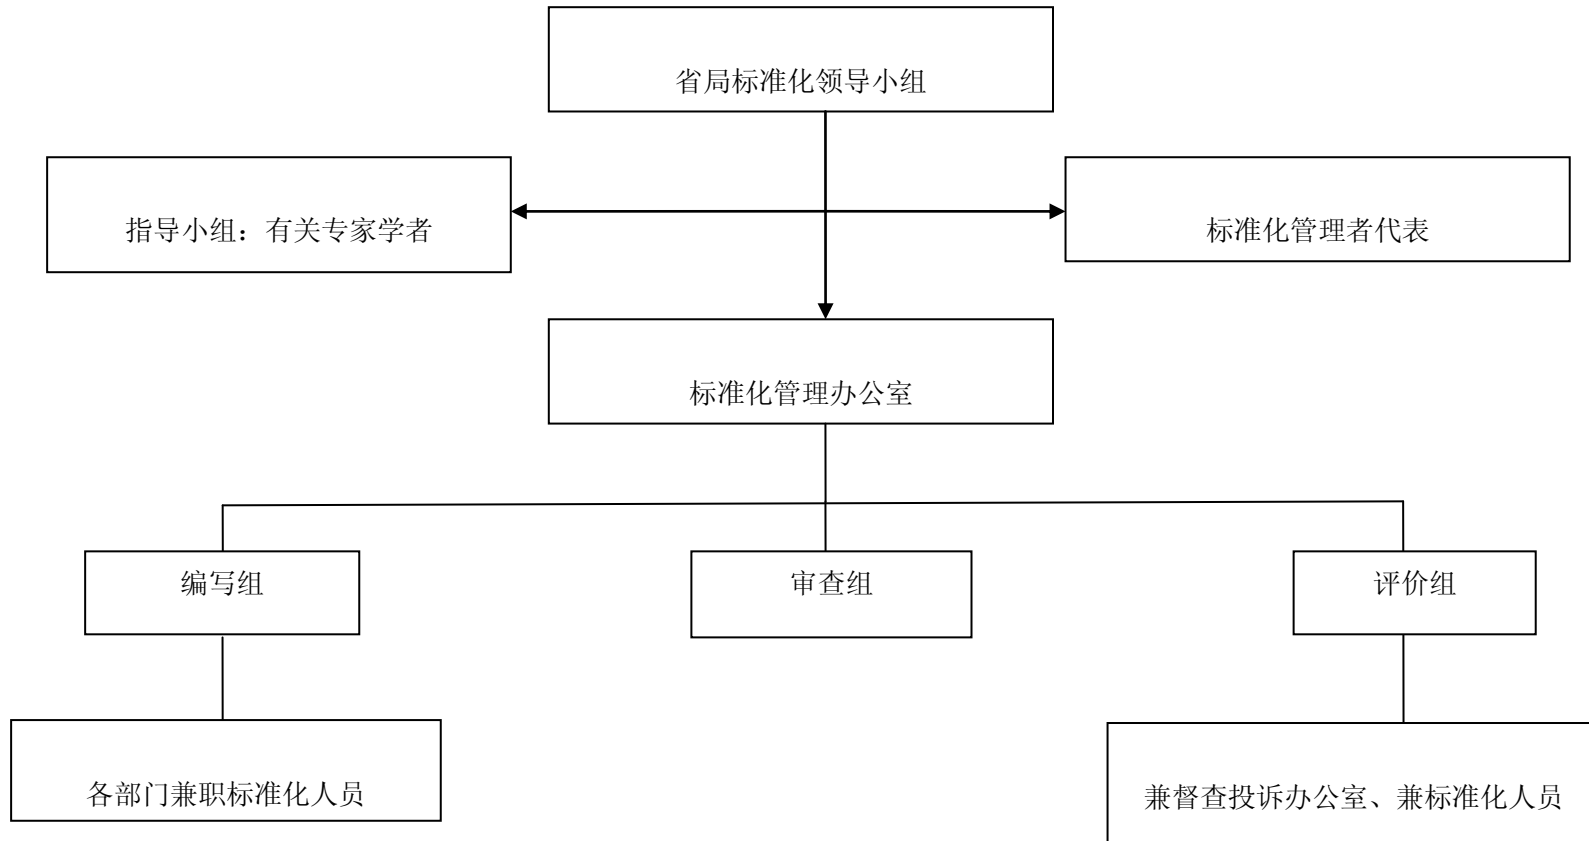 省局标准化领导小组
指导小组：有关专家学者
标准化管理者代表
标准化管理办公室
编写组
审查组
评价组
各部门兼职标准化人员
兼督查投诉办公室、兼标准化人员